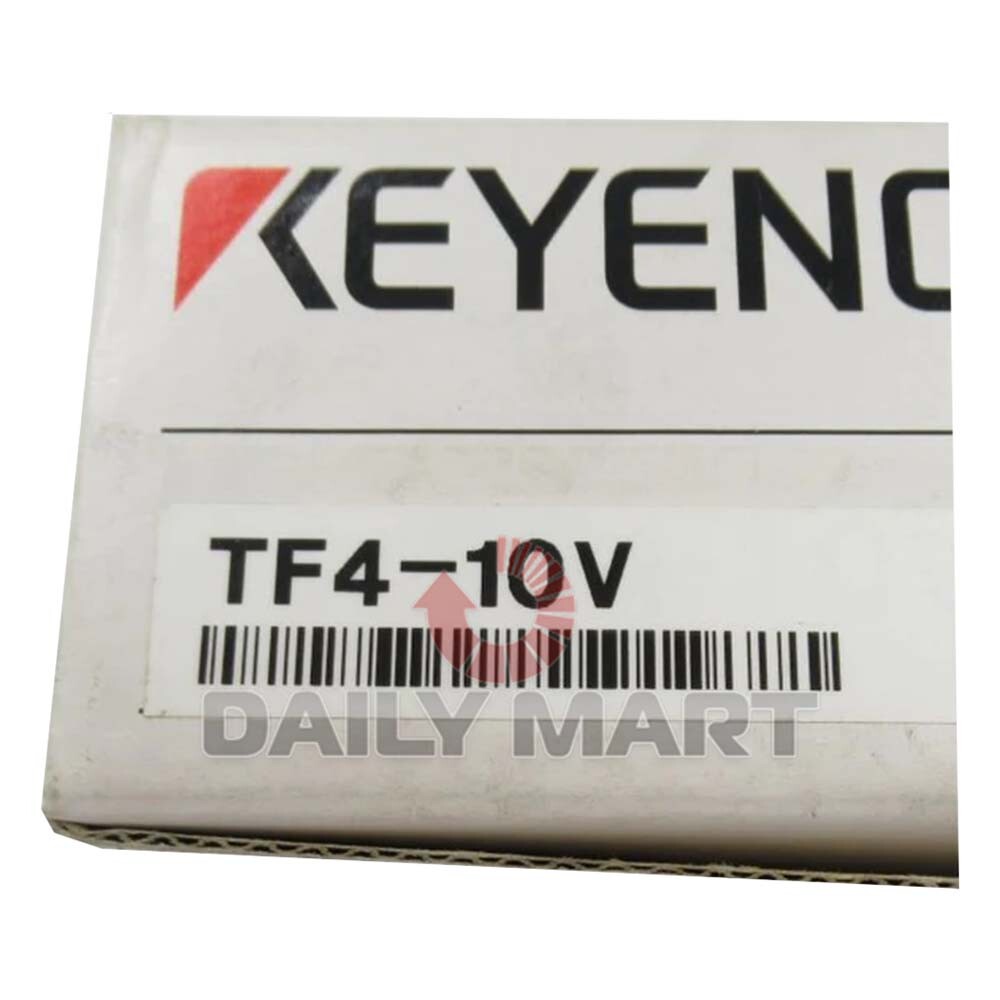 KEYENC
TF4-10V
DAILY MART